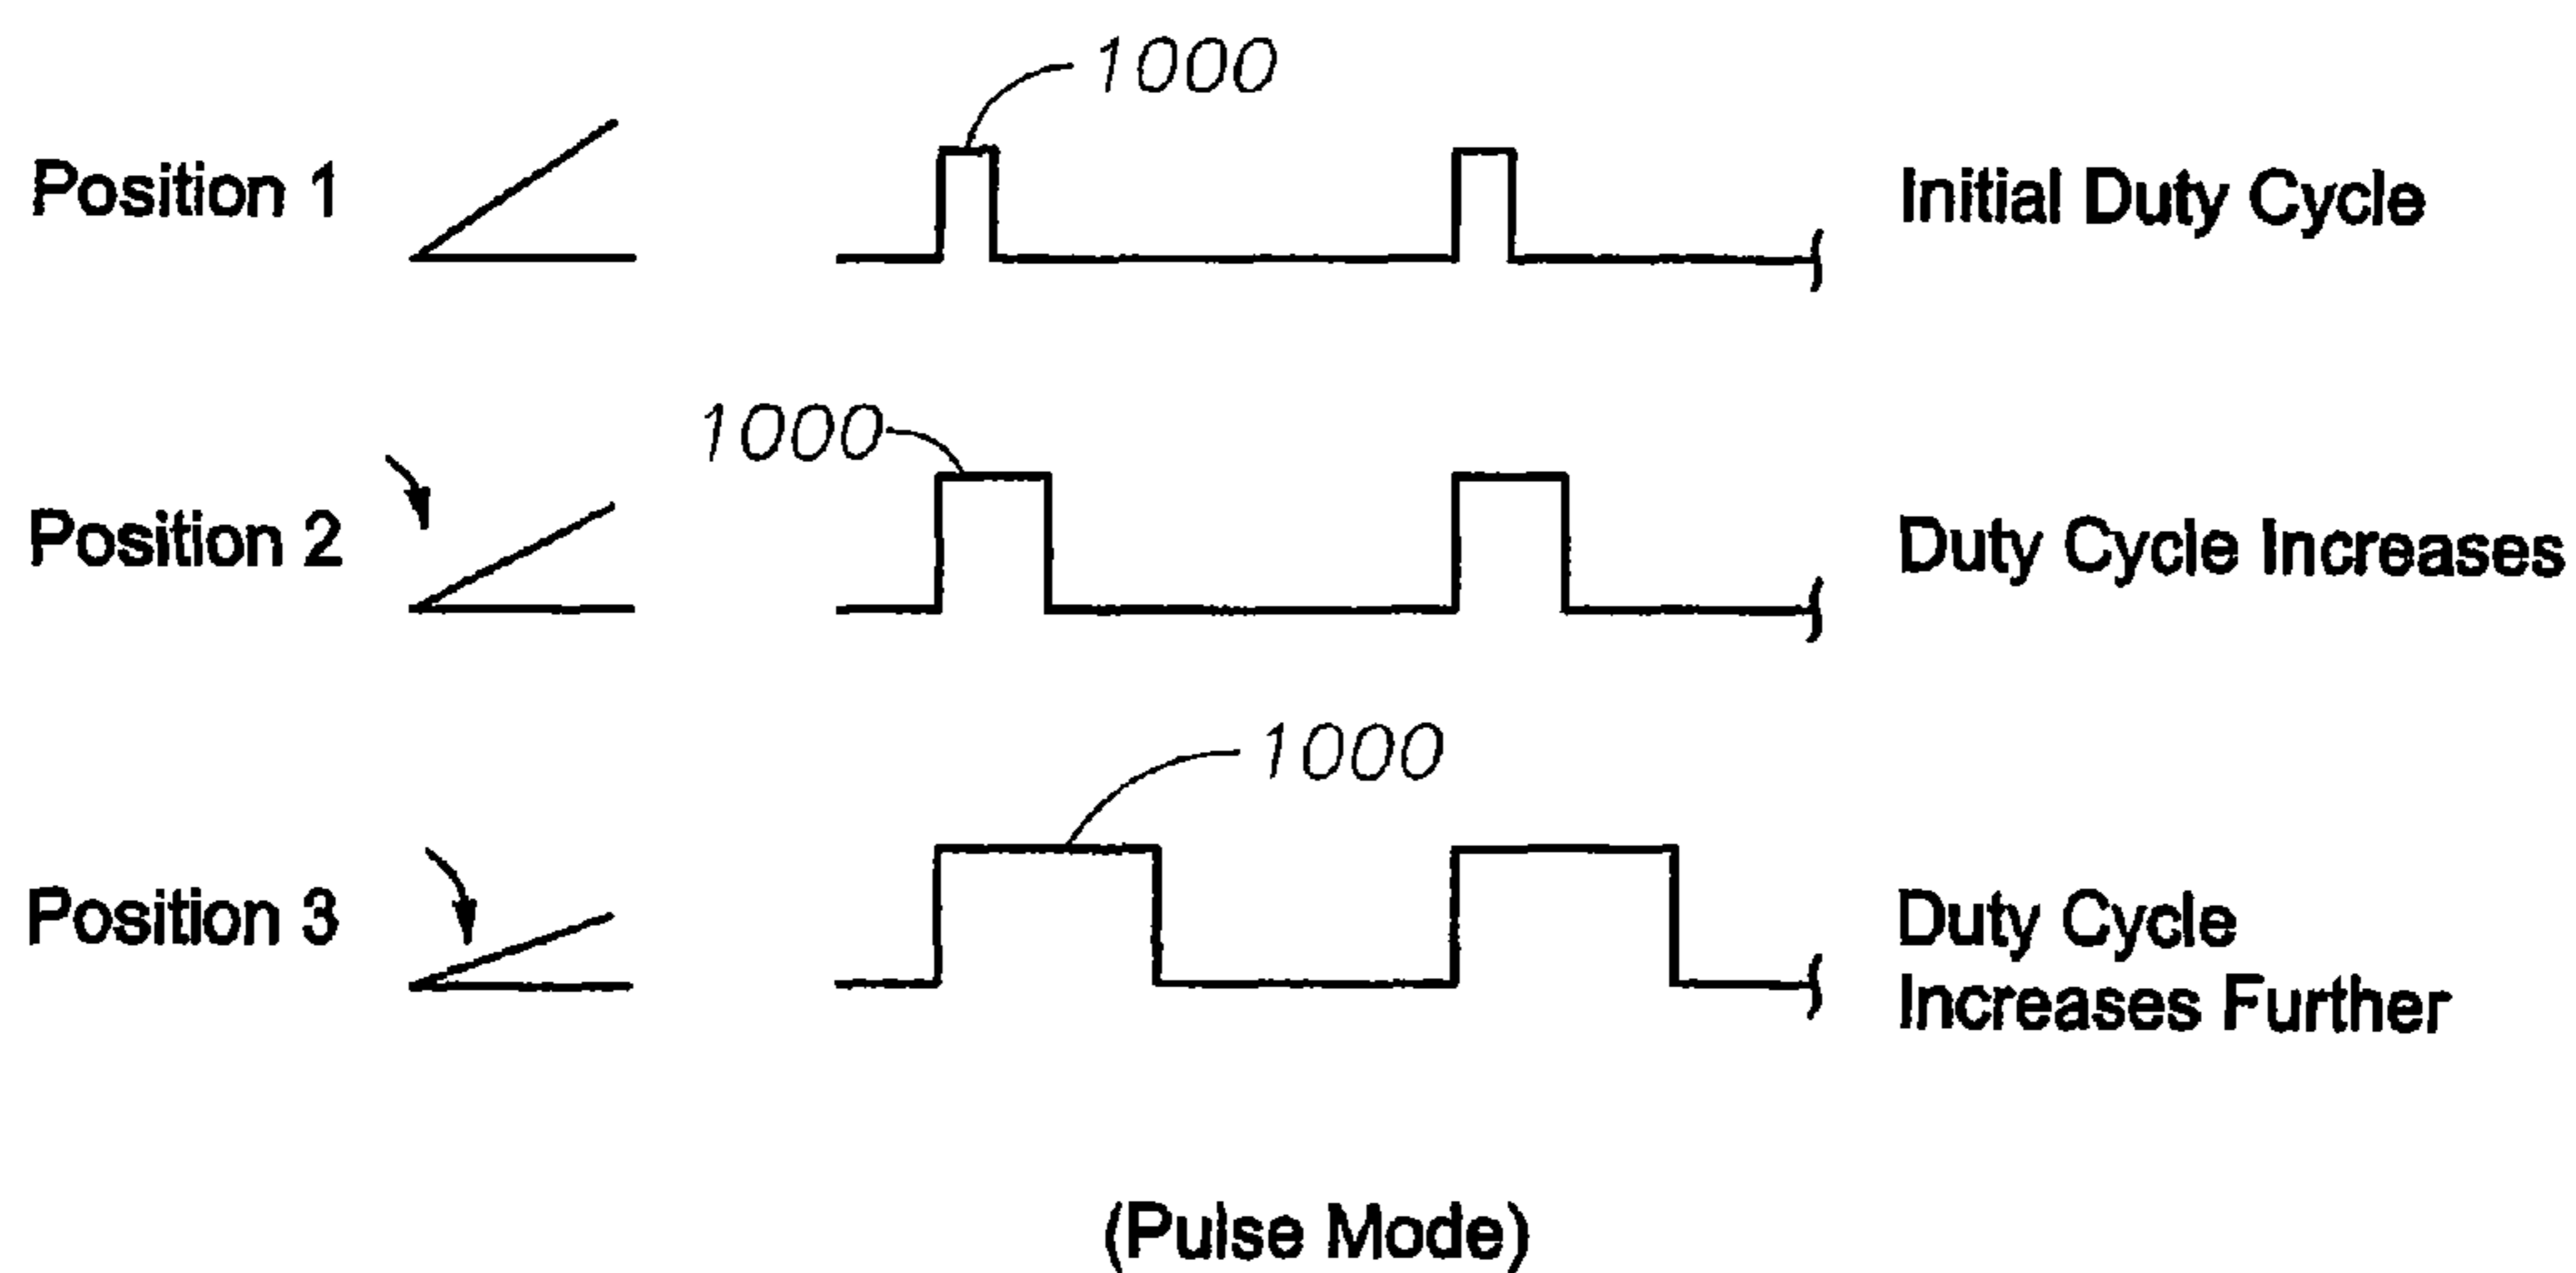 1000
Position 1
Initial Duty Cycle
1000
Position 2
Duty Cycle Increases
1000
Position 3
Duty Cycle
Increases Further
(Pulse Mode)